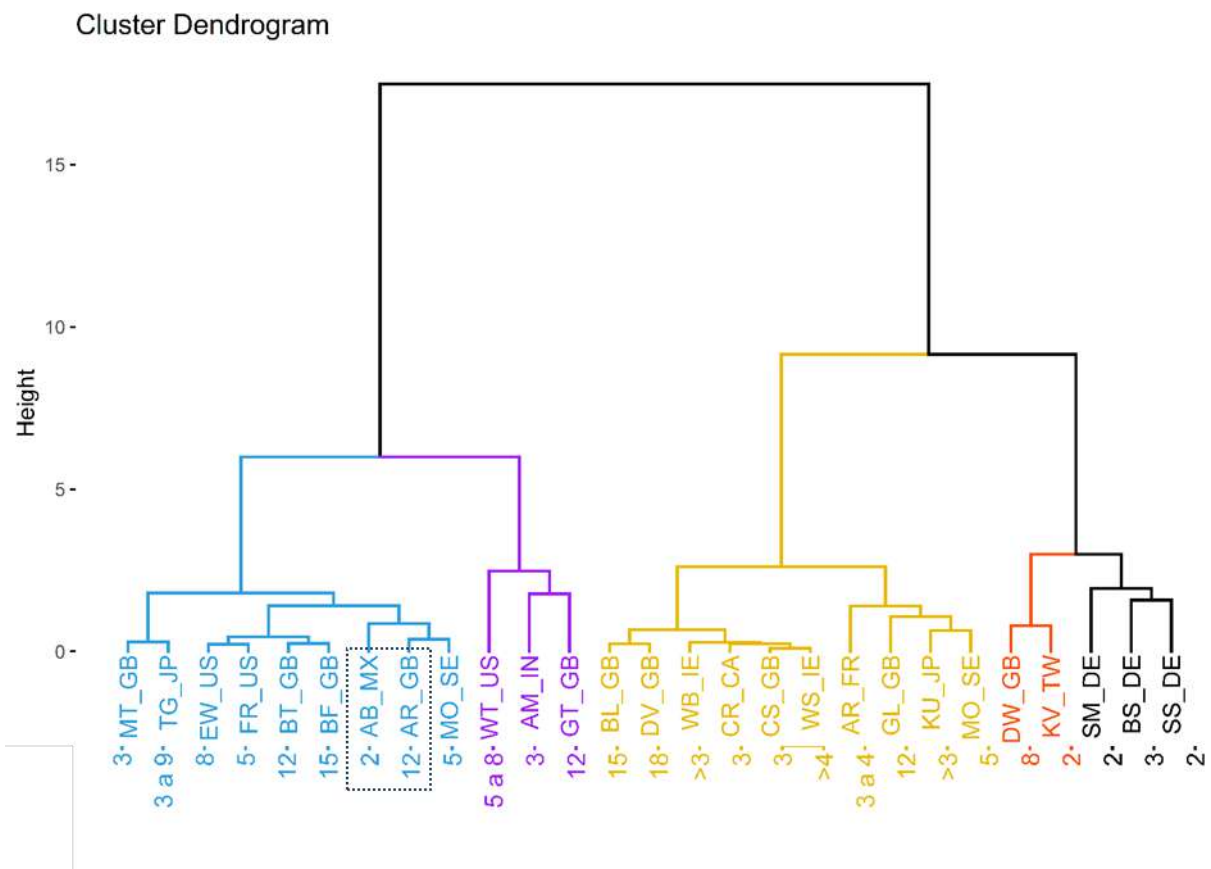 Cluster Dendrogram
Height
15
10
5
0
MT_GB
TG_JP
EW_US
FR_US
BT_GB
BF_GB
AB_MX
AR_GB
MO_SE
WT_US
AM_IN
GT_GB
BL_GB
DV_GB
WB_IE
CR_CA
CS_GB
WS_IE
AR_FR
GL_GB
KU_JP
MO_SE
DW_GB
KV_TW
SM_DE
BS_DE
SS_DE
3-
3 a 9-
8-
5-
12-
15-
2-
12-
5-
5 a 8-
3-
12-
15-
18-
>3
3-
3
>4
3 a 4-
12-
>3
5-
8-
2-
2-
3-
2-